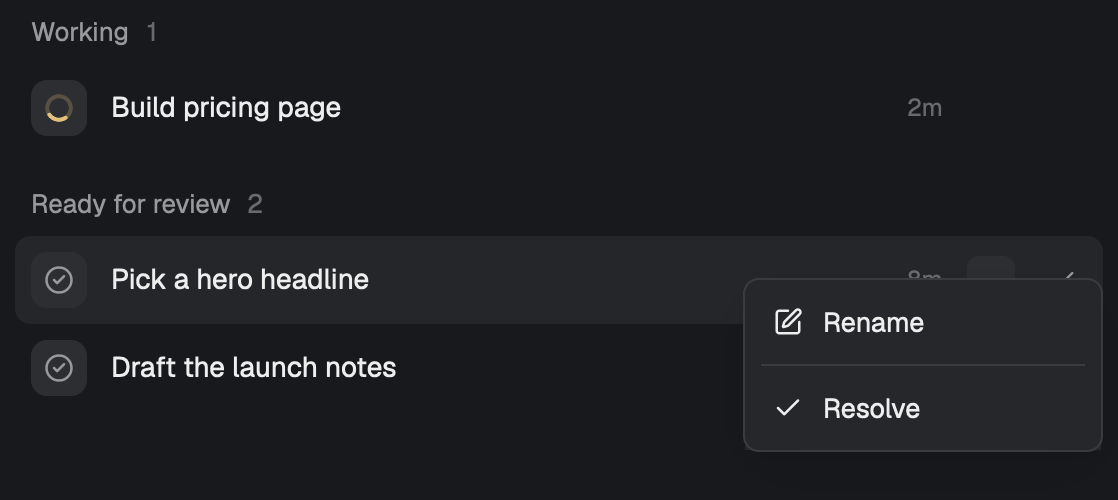 Working 1
Build pricing page 2m
Ready for review 2
Pick a hero headline
Rename
Draft the launch notes
Resolve